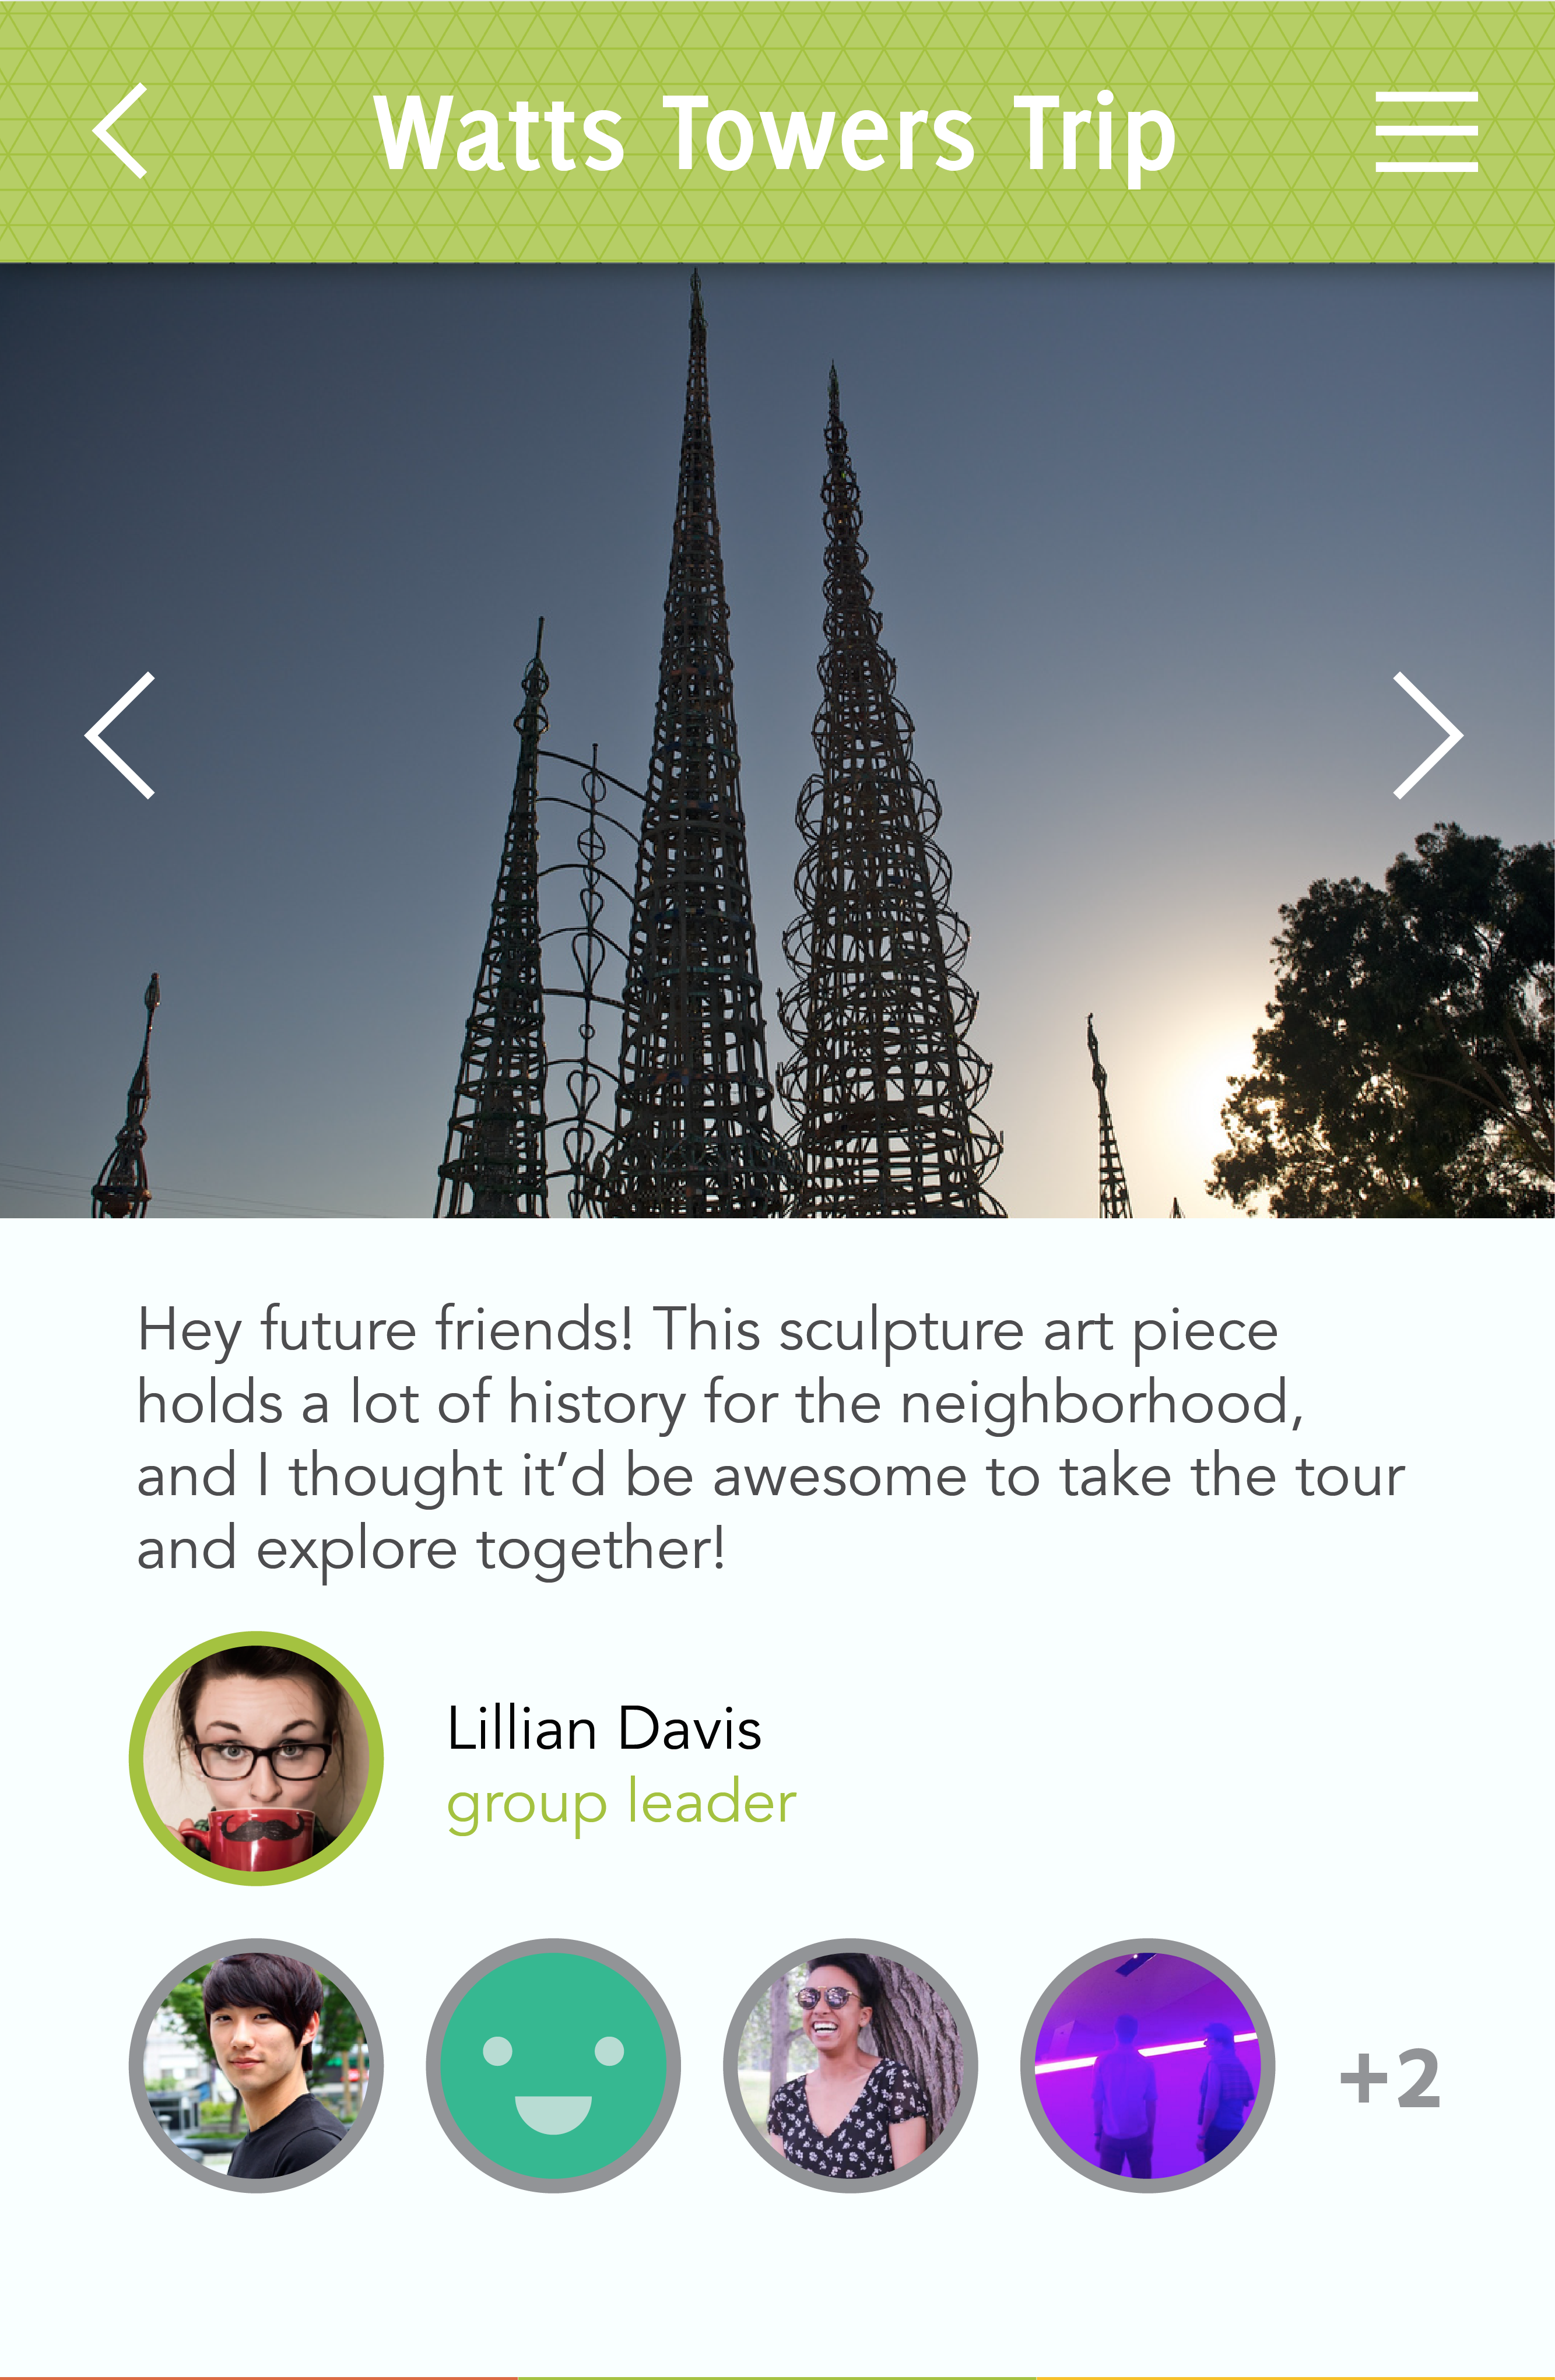 Watts Towers Trip
Hey future friends! This sculpture art piece
holds a lot of history for the neighborhood,
and I thought it’d be awesome to take the tour
and explore together!
Lillian Davis
group leader
+2